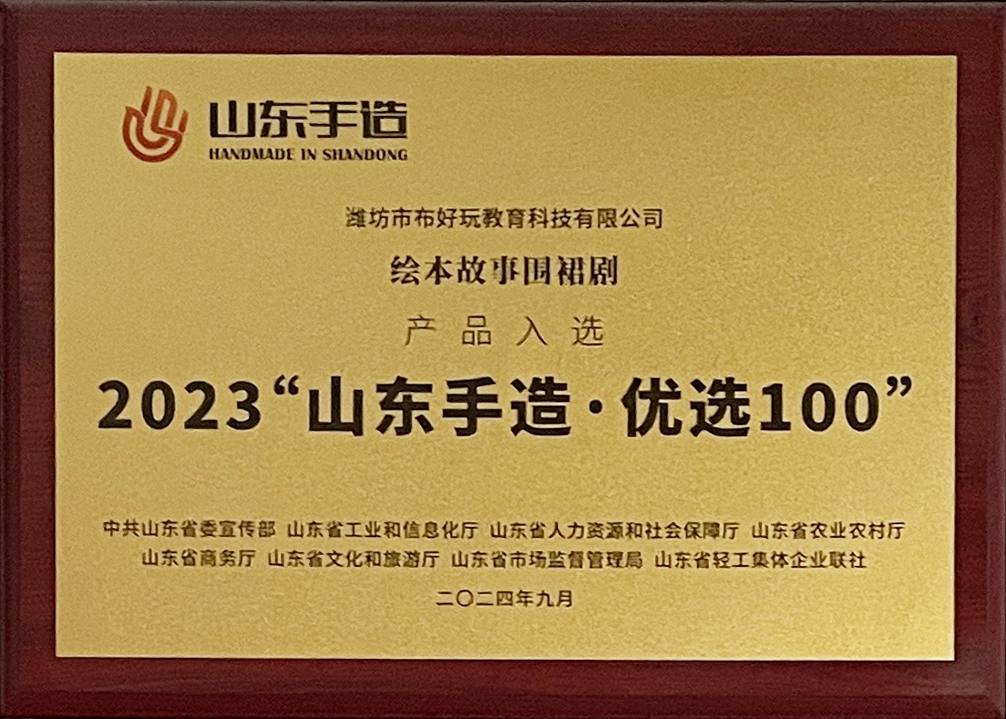 山东手造
HANDMADE IN SHANDONG
潍坊市布好玩教育科技有限公司
绘本故事围裙剧
产品入选
2023“山东手造·优选100”
中共山东省委宣传部 山东省工业和信息化厅 山东省人力资源和社会保障厅 山东省农业农村厅
山东省商务厅 山东省文化和旅游厅 山东省市场监督管理局 山东省轻工集体企业联社
二〇二四年九月